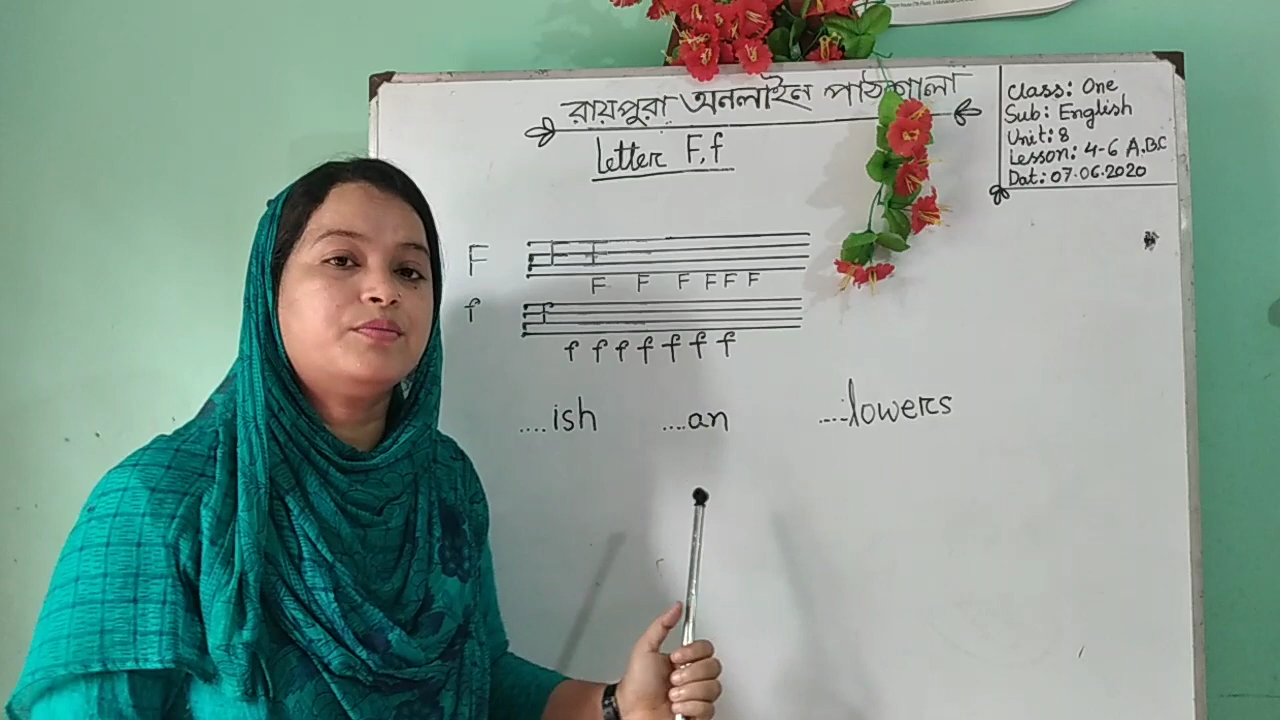 রায়পুরা অনলাইন পাঠশালা
Letter F, f
Class: One
Sub: English
Unit: 8
Lesson: 4-6 A.B.C
Dat: 07.06.2020
F
F F F F F F
f
f f f f f f f
....ish ....an ....lowers